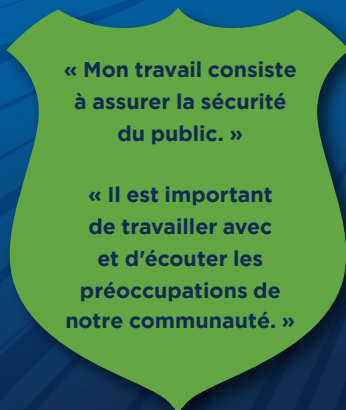 « Mon travail consiste
à assurer la sécurité
du public. »
« Il est important
de travailler avec
et d'écouter les
préoccupations de
notre communauté. »